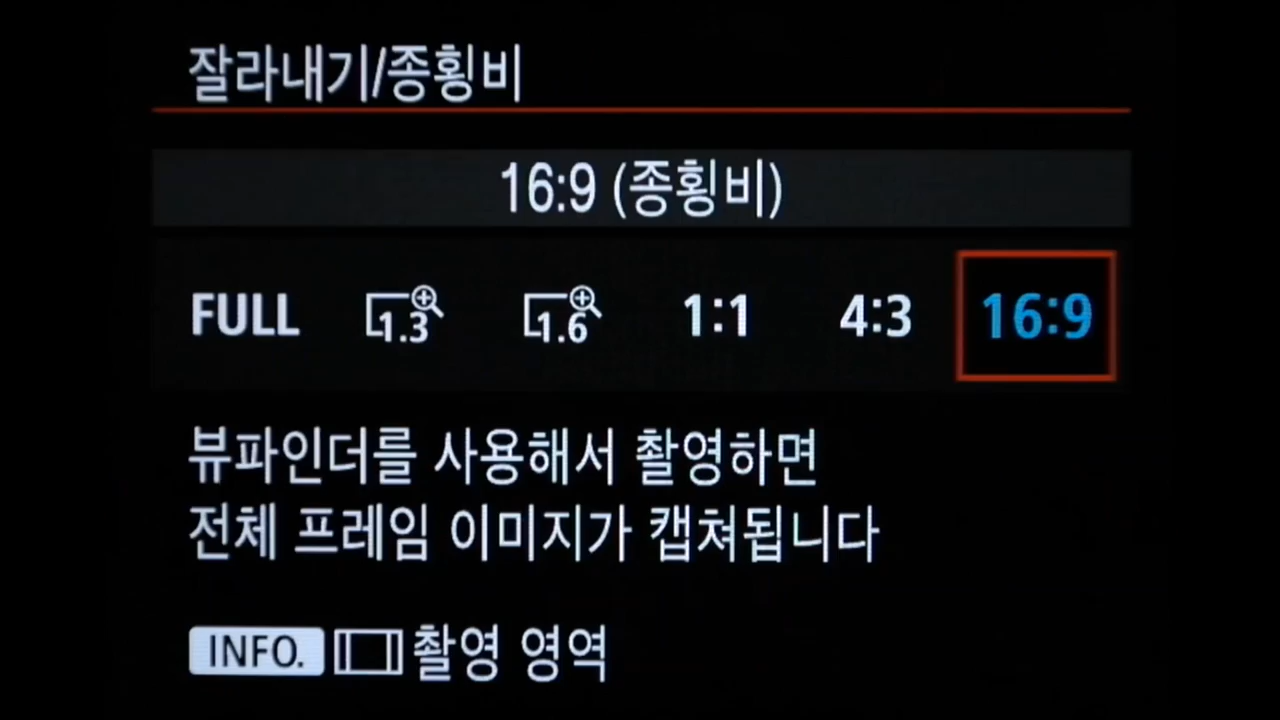 잘라내기/종횡비
16:9 (종횡비)
FULL 1.3 1.6 1:1 4:3 16:9
뷰파인더를 사용해서 촬영하면
전체 프레임 이미지가 캡쳐됩니다
INFO. 촬영 영역